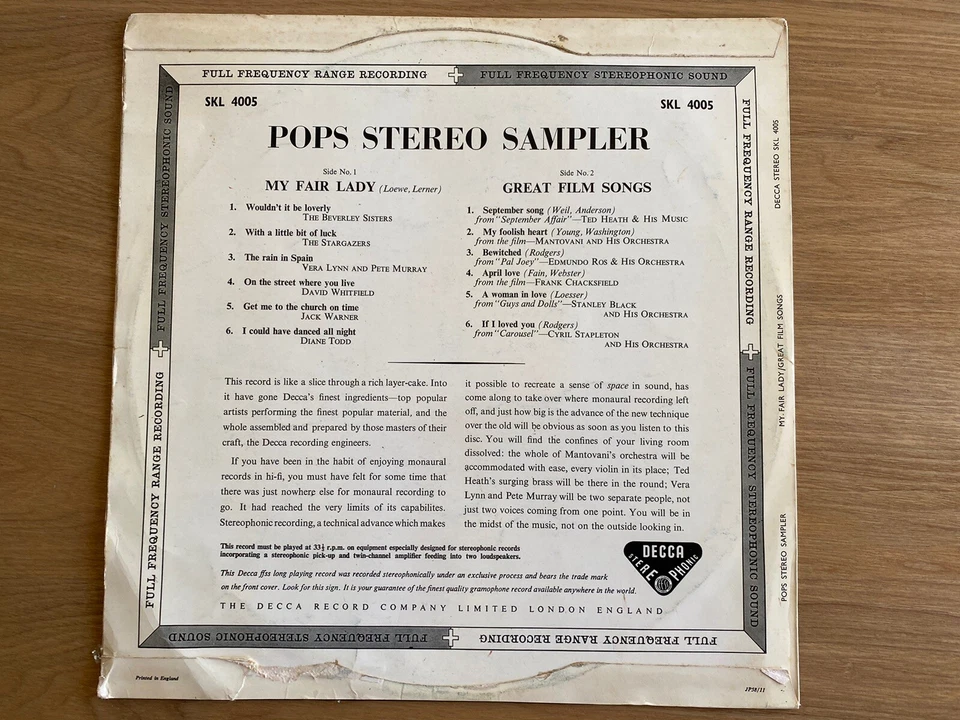 FULL FREQUENCY RANGE RECORDING
FULL FREQUENCY STEREOPHONIC SOUND
SKL 4005
SKL 4005
POPS STEREO SAMPLER
Side No. 1
MY FAIR LADY (Loewe, Lerner)
1. Wouldn't it be loverly
THE BEVERLEY SISTERS
2. With a little bit of luck
THE STARGAZERS
3. The rain in Spain
VERA LYNN AND PETE MURRAY
4. On the street where you live
DAVID WHITFIELD
5. Get me to the church on time
JACK WARNER
6. I could have danced all night
DIANE TODD
Side No. 2
GREAT FILM SONGS
1. September song (Weil, Anderson)
from "September Affair"—TED HEATH & HIS MUSIC
2. My foolish heart (Young, Washington)
from the film—MANTOVANI AND HIS ORCHESTRA
3. Bewitched (Rodgers)
from "Pal Joey"—EDMUNDO ROS & HIS ORCHESTRA
4. April love (Fain, Webster)
from the film—FRANK CHACKSFIELD
5. A woman in love (Loesser)
from "Guys and Dolls"—STANLEY BLACK
AND HIS ORCHESTRA
6. If I loved you (Rodgers)
from "Carousel"—CYRIL STAPLETON
AND HIS ORCHESTRA
This record is like a slice through a rich layer-cake. Into
it have gone Decca's finest ingredients—top popular
artists performing the finest popular material, and the
whole assembled and prepared by those masters of their
craft, the Decca recording engineers.
If you have been in the habit of enjoying monaural
records in hi-fi, you must have felt for some time that
there was just nowhere else for monaural recording to
go. It had reached the very limits of its capabilites.
Stereophonic recording, a technical advance which makes
it possible to recreate a sense of space in sound, has
come along to take over where monaural recording left
off, and just how big is the advance of the new technique
over the old will be obvious as soon as you listen to this
disc. You will find the confines of your living room
dissolved: the whole of Mantovani's orchestra will be
accommodated with ease, every violin in its place; Ted
Heath's surging brass will be there in the round; Vera
Lynn and Pete Murray will be two separate people, not
just two voices coming from one point. You will be in
the midst of the music, not on the outside looking in.
This record must be played at 33⅓ r.p.m. on equipment especially designed for stereophonic records
incorporating a stereophonic pick-up and twin-channel amplifier feeding into two loudspeakers.
This Decca ffss long playing record was recorded stereophonically under an exclusive process and bears the trade mark
on the front cover. Look for this sign. It is your guarantee of the finest quality gramophone record available anywhere in the world.
THE DECCA RECORD COMPANY LIMITED LONDON ENGLAND
DECCA
STEREOPHONIC
FULL FREQUENCY STEREOPHONIC SOUND
FULL FREQUENCY RANGE RECORDING
FULL FREQUENCY RANGE RECORDING
FULL FREQUENCY STEREOPHONIC SOUND
FULL FREQUENCY STEREOPHONIC SOUND
FULL FREQUENCY RANGE RECORDING
DECCA STEREO SKL 4005
MY FAIR LADY/GREAT FILM SONGS
POPS STEREO SAMPLER
Printed in England
JP58/11